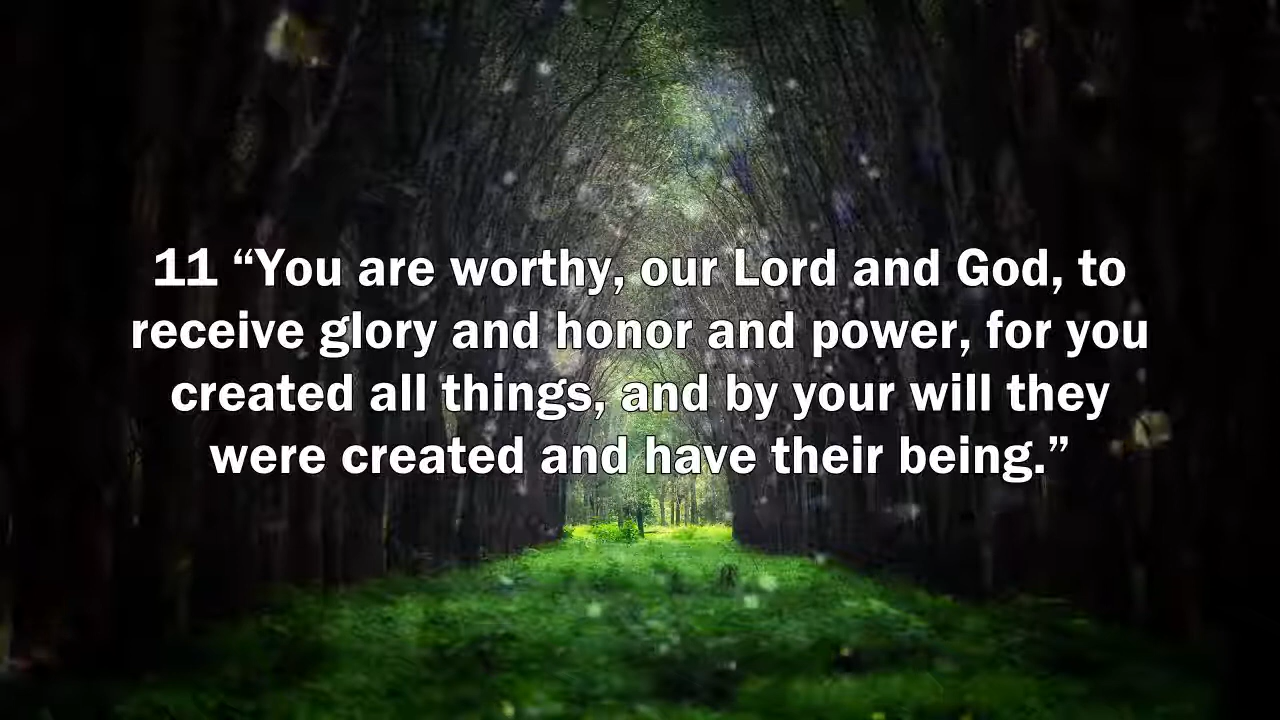 11 “You are worthy, our Lord and God, to
receive glory and honor and power, for you
created all things, and by your will they
were created and have their being.”